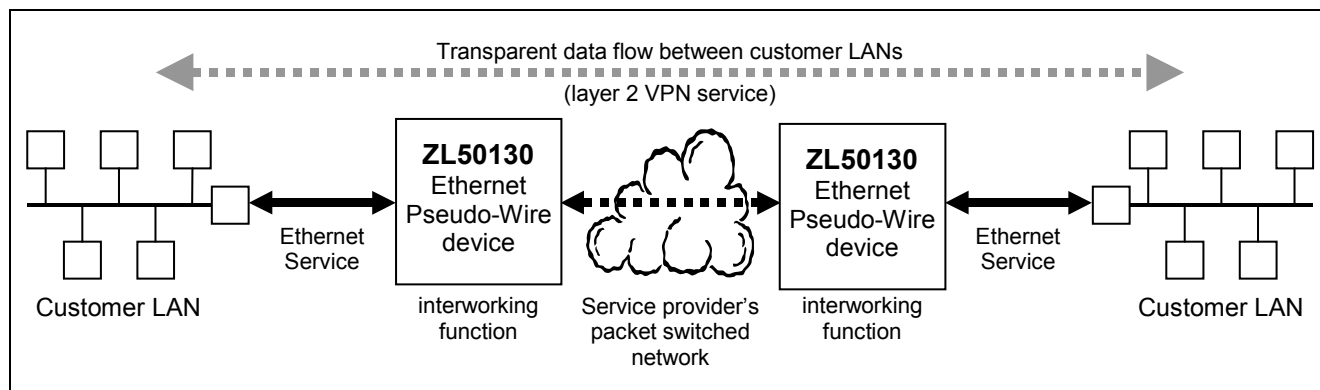 Transparent data flow between customer LANs
(layer 2 VPN service)
ZL50130
Ethernet
Pseudo-Wire
device
ZL50130
Ethernet
Pseudo-Wire
device
Ethernet
Service
Ethernet
Service
Customer LAN
interworking
function
Service provider's
packet switched
network
interworking
function
Customer LAN